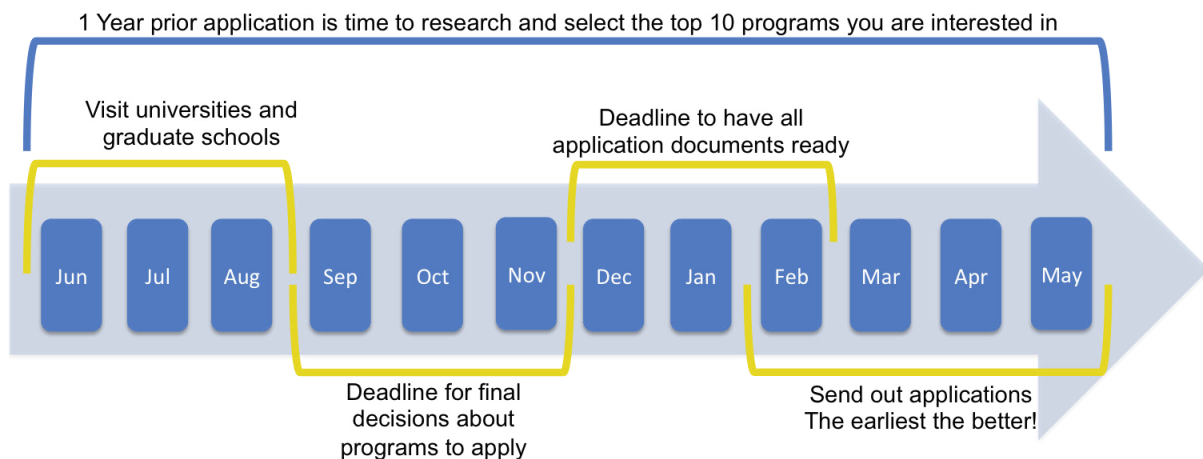 1 Year prior application is time to research and select the top 10 programs you are interested in
Visit universities and
graduate schools
Deadline to have all
application documents ready
Jun
Jul
Aug
Sep
Oct
Nov
Dec
Jan
Feb
Mar
Apr
May
Deadline for final
decisions about
programs to apply
Send out applications
The earliest the better!